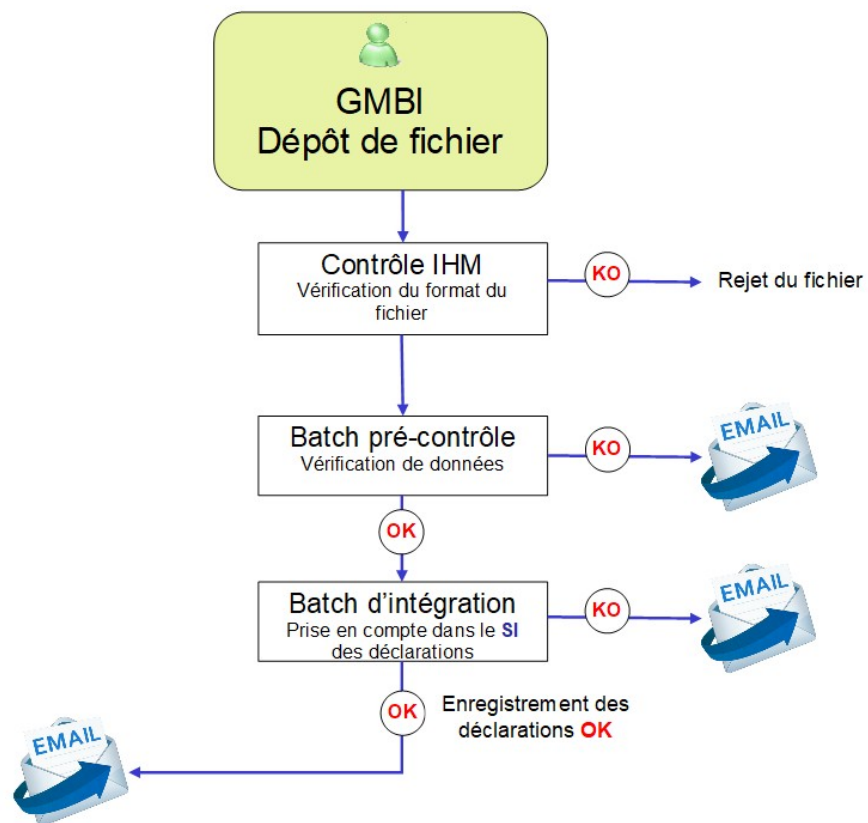 GMBI
Dépôt de fichier
Contrôle IHM
Vérification du format du
fichier
KO
Rejet du fichier
Batch pré-contrôle
Vérification de données
KO
EMAIL
OK
Batch d'intégration
Prise en compte dans le SI
des déclarations
KO
EMAIL
OK
Enregistrement des
déclarations OK
EMAIL